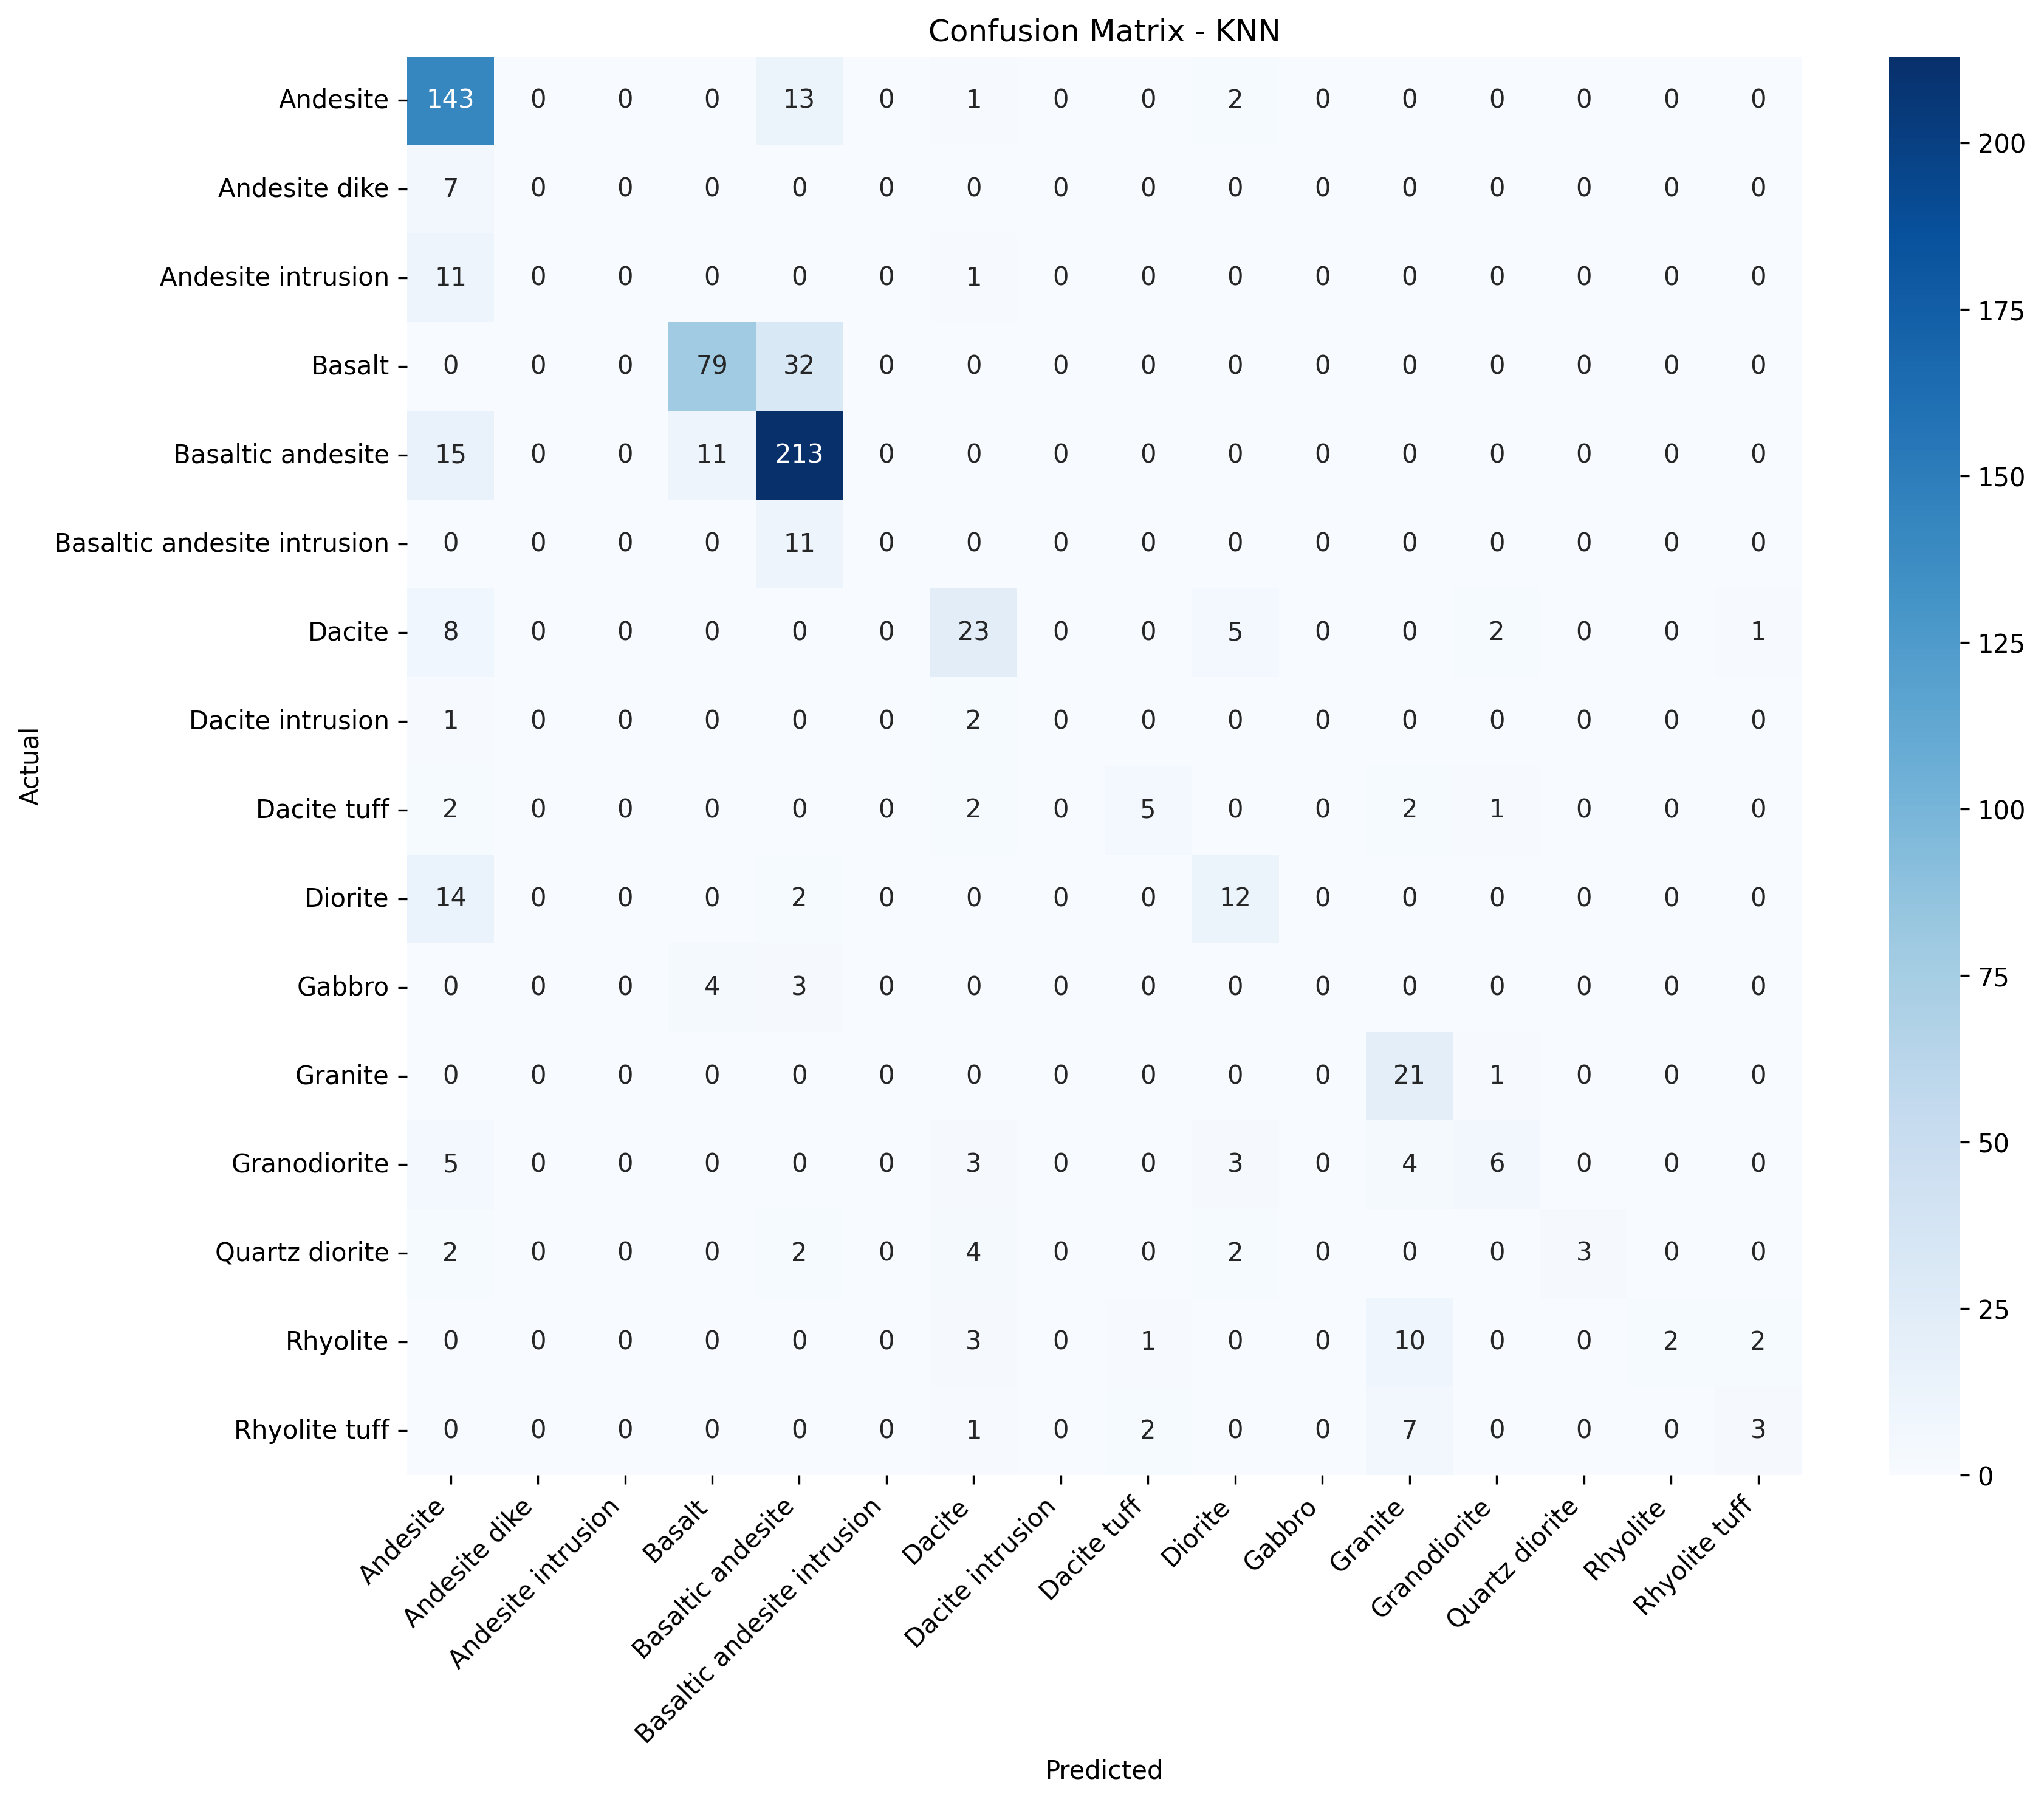 Confusion Matrix - KNN
Andesite 143 0 0 0 13 0 1 0 0 2 0 0 0 0 0 0
Andesite dike 7 0 0 0 0 0 0 0 0 0 0 0 0 0 0 0
Andesite intrusion 11 0 0 0 0 0 1 0 0 0 0 0 0 0 0 0
Basalt 0 0 0 79 32 0 0 0 0 0 0 0 0 0 0 0
Basaltic andesite 15 0 0 11 213 0 0 0 0 0 0 0 0 0 0 0
Basaltic andesite intrusion 0 0 0 0 11 0 0 0 0 0 0 0 0 0 0 0
Dacite 8 0 0 0 0 0 23 0 0 5 0 0 2 0 0 1
Dacite intrusion 1 0 0 0 0 0 2 0 0 0 0 0 0 0 0 0
Dacite tuff 2 0 0 0 0 0 2 0 5 0 0 2 1 0 0 0
Diorite 14 0 0 0 2 0 0 0 0 12 0 0 0 0 0 0
Gabbro 0 0 0 4 3 0 0 0 0 0 0 0 0 0 0 0
Granite 0 0 0 0 0 0 0 0 0 0 0 21 1 0 0 0
Granodiorite 5 0 0 0 0 0 3 0 0 3 0 4 6 0 0 0
Quartz diorite 2 0 0 0 2 0 4 0 0 2 0 0 0 3 0 0
Rhyolite 0 0 0 0 0 0 3 0 1 0 0 10 0 0 2 2
Rhyolite tuff 0 0 0 0 0 0 1 0 2 0 0 7 0 0 0 3
Actual
Andesite
Andesite dike
Andesite intrusion
Basalt
Basaltic andesite
Basaltic andesite intrusion
Dacite
Dacite intrusion
Dacite tuff
Diorite
Gabbro
Granite
Granodiorite
Quartz diorite
Rhyolite
Rhyolite tuff
Predicted
200
175
150
125
100
75
50
25
0